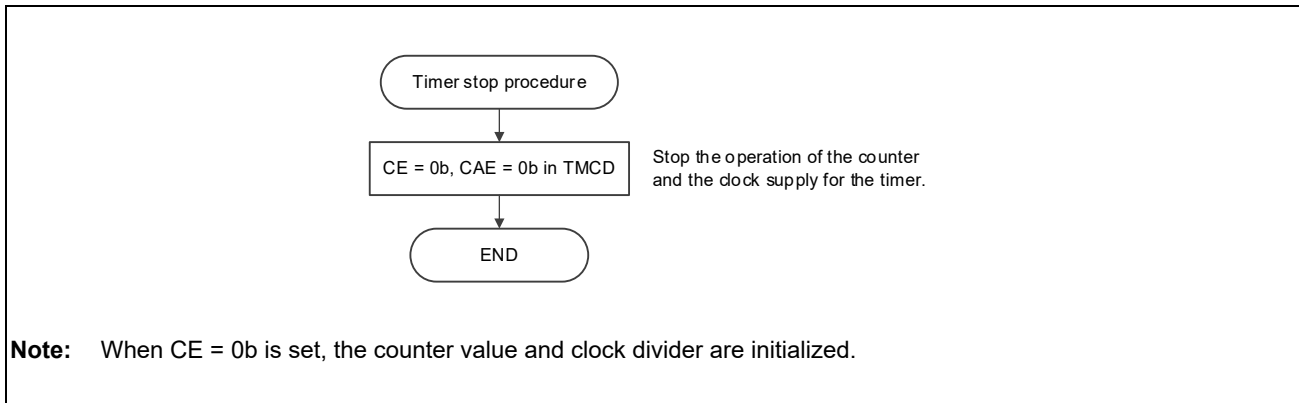 Timer stop procedure
CE = 0b, CAE = 0b in TMCD
Stop the operation of the counter
and the clock supply for the timer.
END
Note: When CE = 0b is set, the counter value and clock divider are initialized.